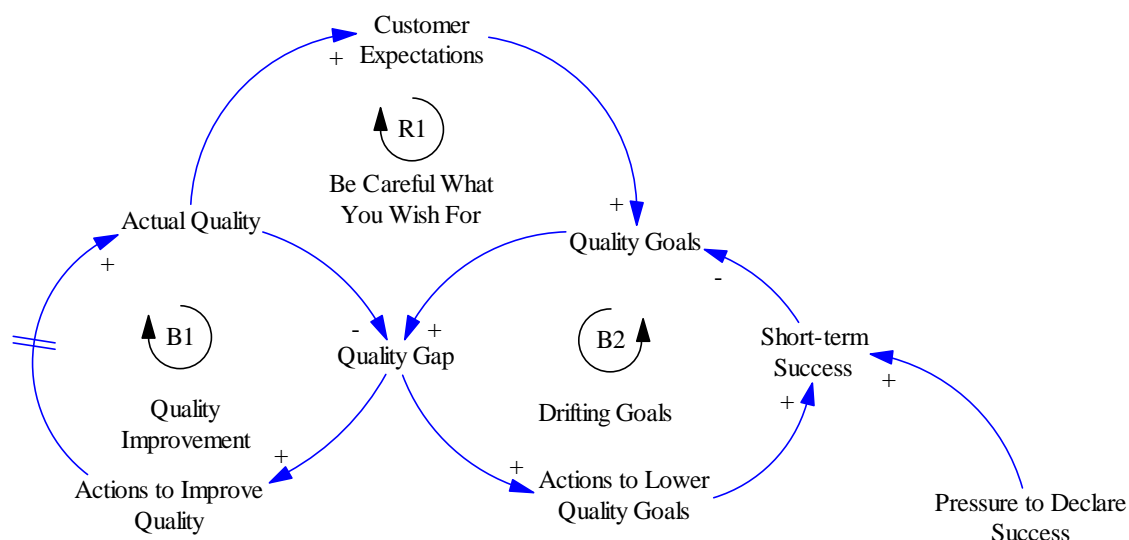 Customer
Expectations
+
R1
Be Careful What
You Wish For
+
Actual Quality
Quality Goals
+
-
B1
-
+
B2
Short-term
Success
Quality Gap
+
+
Quality
Improvement
Drifting Goals
+
+
Actions to Improve
Quality
Actions to Lower
Quality Goals
Pressure to Declare
Success